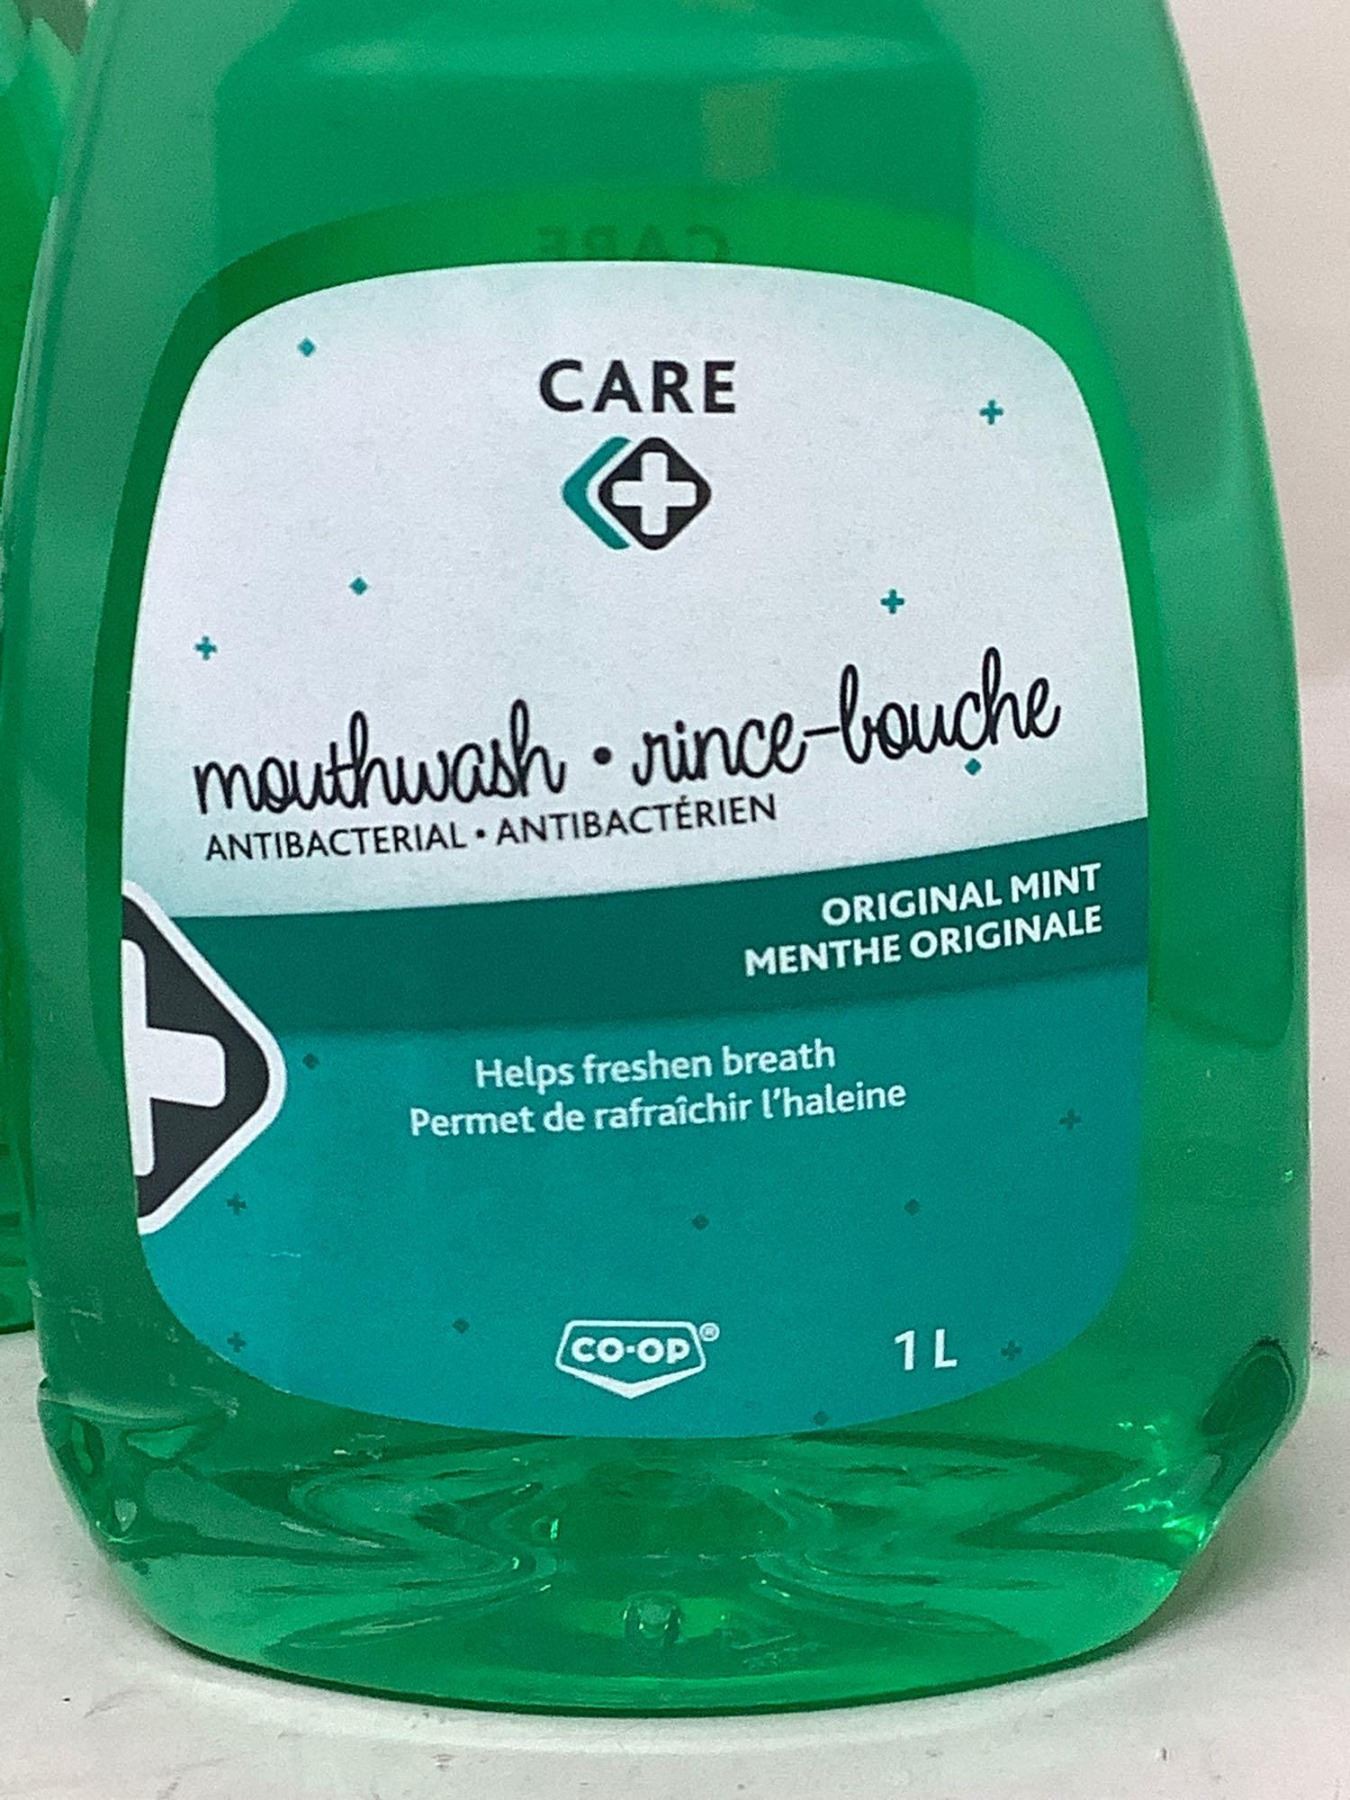 CARE
mouthwash • rince-bouche
ANTIBACTERIAL • ANTIBACTÉRIEN
ORIGINAL MINT
MENTHE ORIGINALE
Helps freshen breath
Permet de rafraîchir l'haleine
CO-OP®
1 L